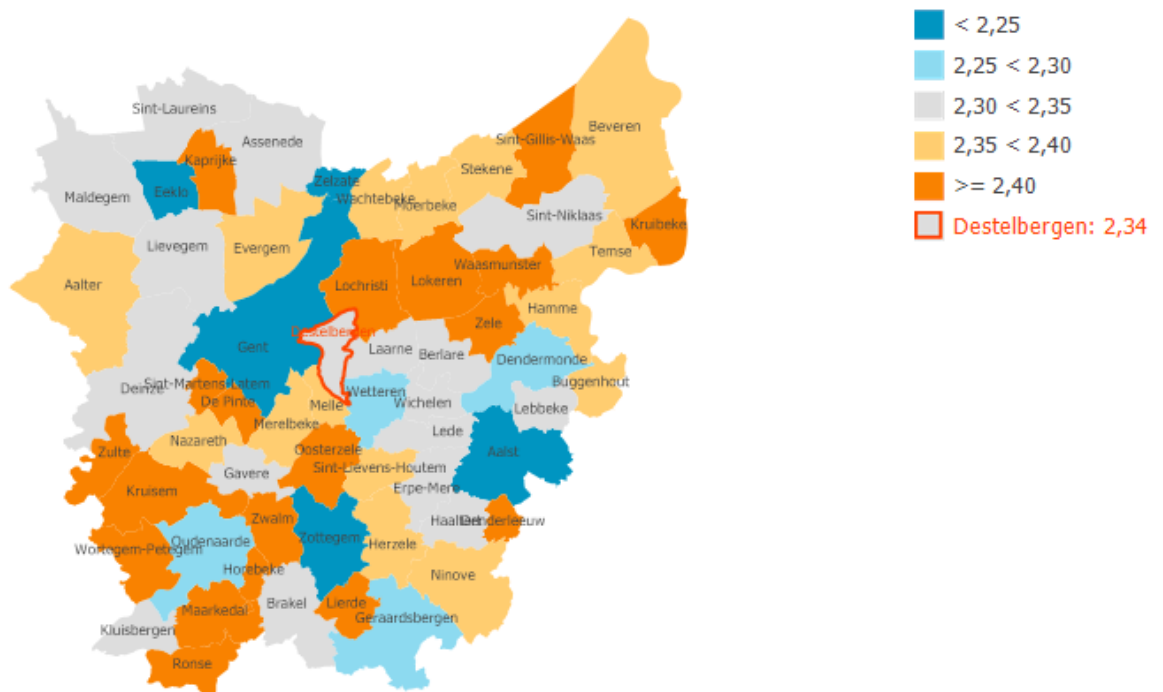 < 2,25
2,25 < 2,30
2,30 < 2,35
2,35 < 2,40
>= 2,40
Destelbergen: 2,34
Sint-Laureins
Assenede
Kaprijke
Eeklo
Maldegem
Zelzate
Wachtebeke
Moerbeke
Stekene
Sint-Gillis-Waas
Beveren
Sint-Niklaas
Kruibeke
Temse
Lievegem
Evergem
Aalter
Lochristi
Lokeren
Waasmunster
Hamme
Zele
Destelbergen
Gent
Laarne
Berlare
Dendermonde
Buggenhout
Deinze
Sint-Martens-Latem
De Pinte
Melle
Wetteren
Wichelen
Lebbeke
Merelbeke
Nazareth
Lede
Aalst
Zulte
Gavere
Oosterzele
Sint-Lievens-Houtem
Erpe-Mere
Kruisem
Zwalm
Haaltert
Denderleeuw
Oudenaarde
Zottegem
Herzele
Wortegem-Petegem
Horebeke
Ninove
Maarkedal
Brakel
Lierde
Geraardsbergen
Kluisbergen
Ronse